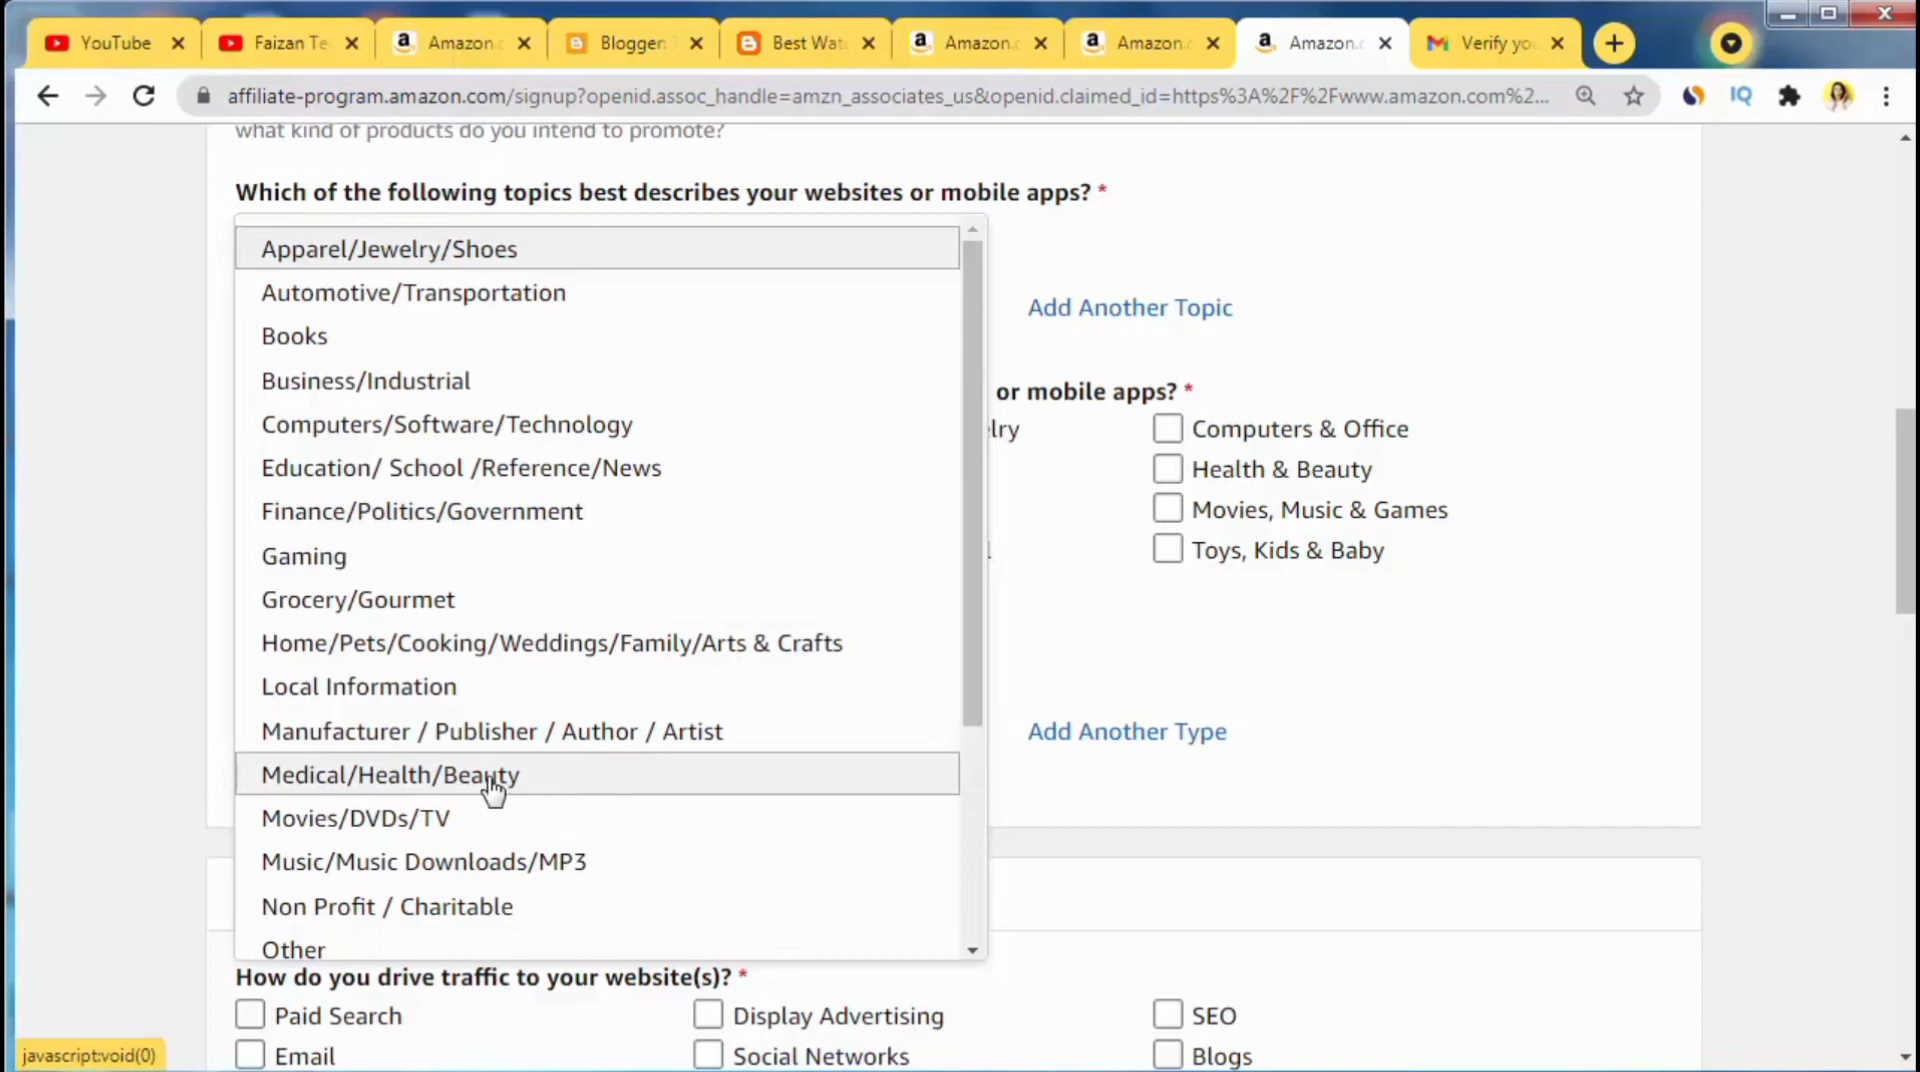 YouTube
Faizan Te
Amazon.c
Blogger: T
Best Wat
Amazon.c
Amazon.c
Amazon.c
Verify yo
affiliate-program.amazon.com/signup?openid.assoc_handle=amzn_associates_us&openid.claimed_id=https%3A%2F%2Fwww.amazon.com%2...
IQ
what kind of products do you intend to promote?
Which of the following topics best describes your websites or mobile apps? *
Apparel/Jewelry/Shoes
Automotive/Transportation
Add Another Topic
Books
Business/Industrial
or mobile apps? *
Computers/Software/Technology
lry
Computers & Office
Education/ School /Reference/News
Health & Beauty
Finance/Politics/Government
Movies, Music & Games
Gaming
Toys, Kids & Baby
Grocery/Gourmet
Home/Pets/Cooking/Weddings/Family/Arts & Crafts
Local Information
Manufacturer / Publisher / Author / Artist
Add Another Type
Medical/Health/Beauty
Movies/DVDs/TV
Music/Music Downloads/MP3
Non Profit / Charitable
Other
How do you drive traffic to your website(s)? *
Paid Search
Display Advertising
SEO
Email
Social Networks
Blogs
javascript:void(0)